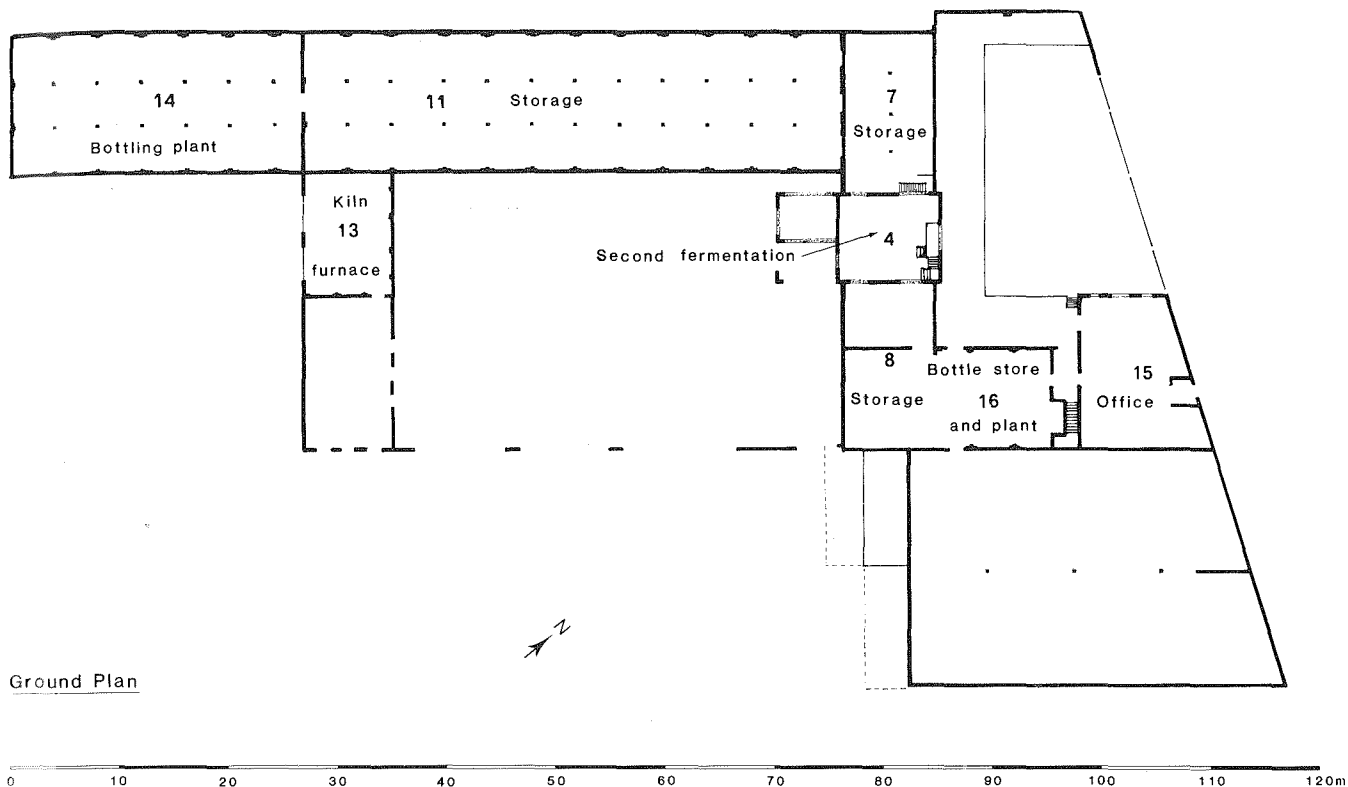 14
Bottling plant
11 Storage
7
Storage
Kiln
13
furnace
Second fermentation
4
8
Storage
Bottle store
16
and plant
15
Office
N
Ground Plan
0 10 20 30 40 50 60 70 80 90 100 110 120m